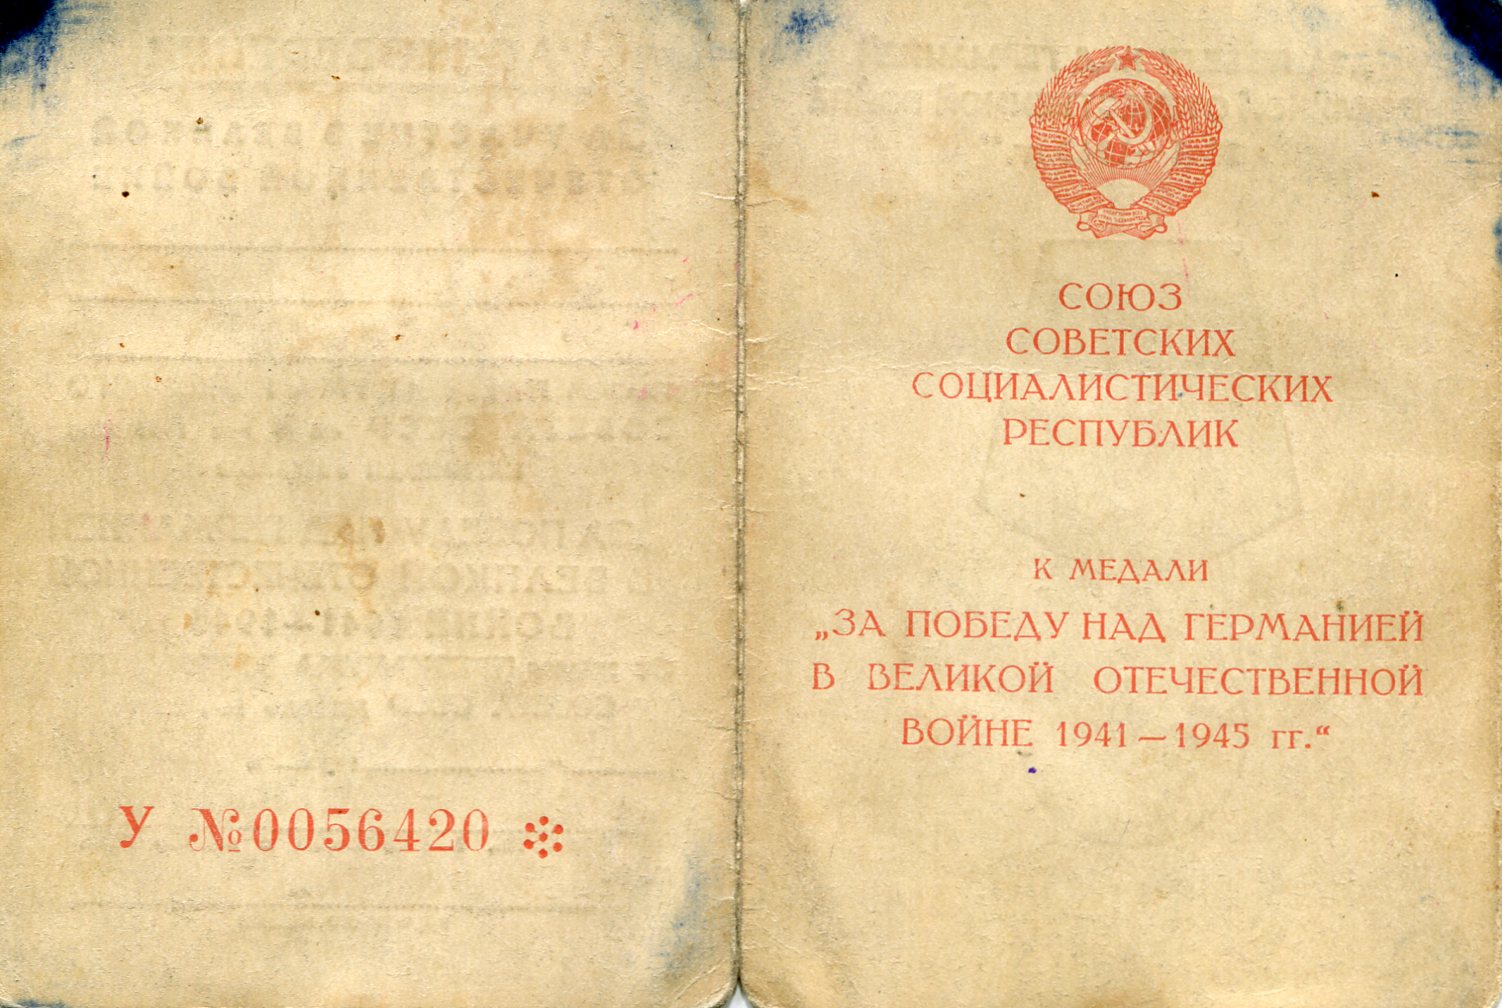 У №0056420
СОЮЗ
СОВЕТСКИХ
СОЦИАЛИСТИЧЕСКИХ
РЕСПУБЛИК
К МЕДАЛИ
„ЗА ПОБЕДУ НАД ГЕРМАНИЕЙ
В ВЕЛИКОЙ ОТЕЧЕСТВЕННОЙ
ВОЙНЕ 1941—1945 гг.“